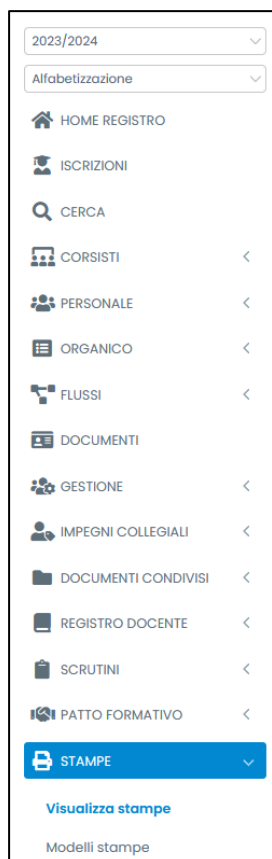 2023/2024
Alfabetizzazione
HOME REGISTRO
ISCRIZIONI
CERCA
CORSISTI
PERSONALE
ORGANICO
FLUSSI
DOCUMENTI
GESTIONE
IMPEGNI COLLEGIALI
DOCUMENTI CONDIVISI
REGISTRO DOCENTE
SCRUTINI
PATTO FORMATIVO
STAMPE
Visualizza stampe
Modelli stampe